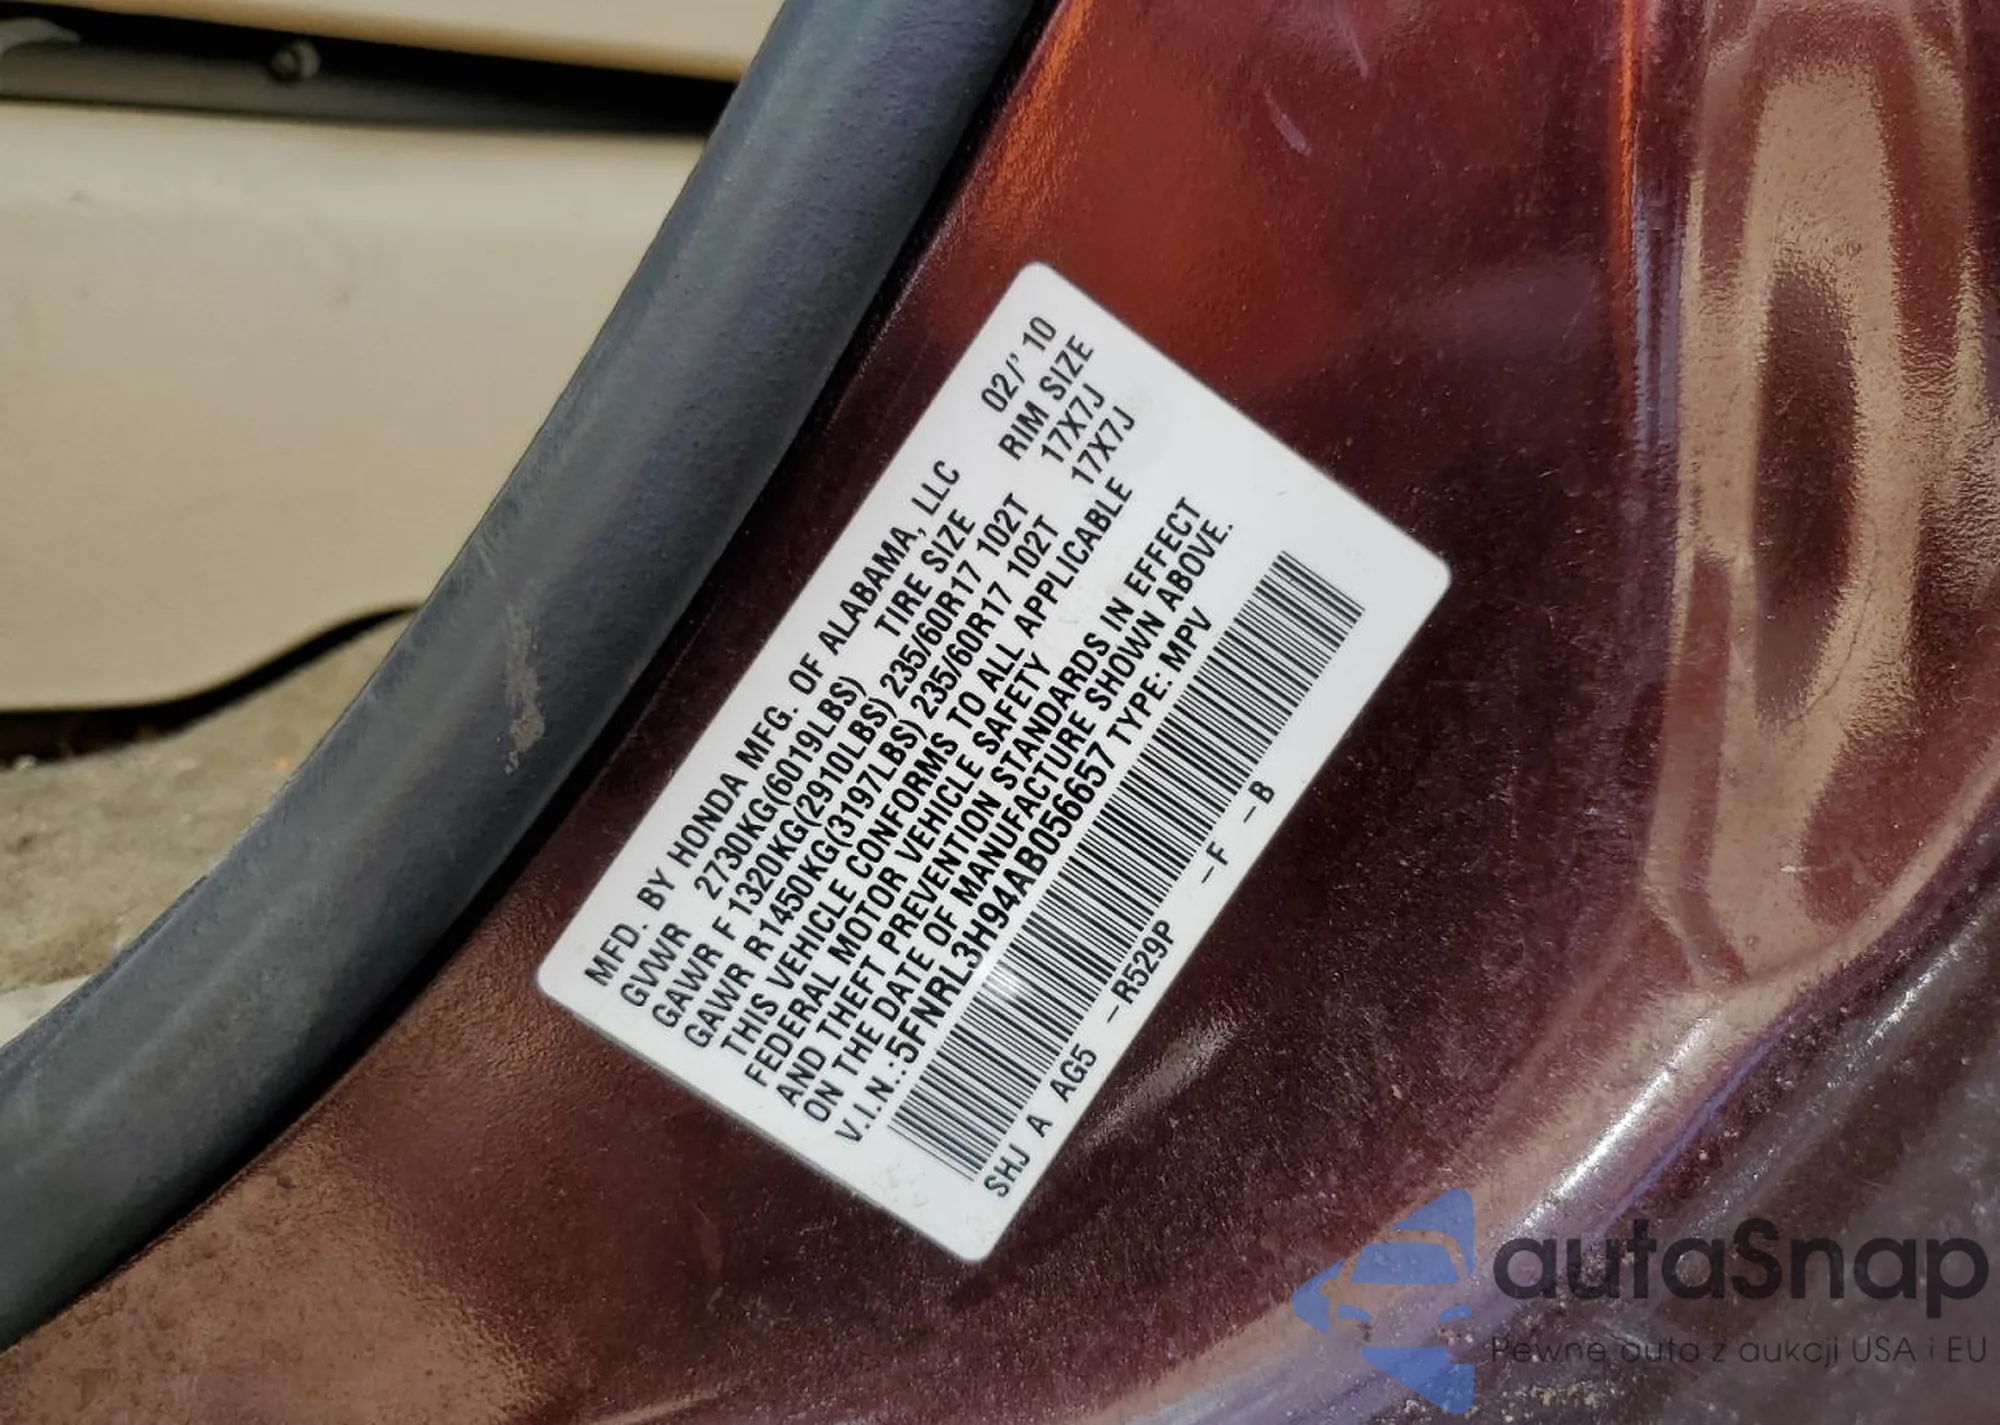 MFD. BY HONDA MFG. OF ALABAMA, LLC 02/'10
GVWR 2730KG(6019LBS) TIRE SIZE RIM SIZE
GAWR F 1320KG(2910LBS) 235/60R17 102T 17X7J
GAWR R1450KG(3197LBS) 235/60R17 102T 17X7J
THIS VEHICLE CONFORMS TO ALL APPLICABLE
FEDERAL MOTOR VEHICLE SAFETY
AND THEFT PREVENTION STANDARDS IN EFFECT
ON THE DATE OF MANUFACTURE SHOWN ABOVE.
V.I.N.:5FNRL3H94AB056657 TYPE: MPV
SHJ A AG5 -R529P -F -B
autaSnap
Pewne auta z aukcji USA i EU